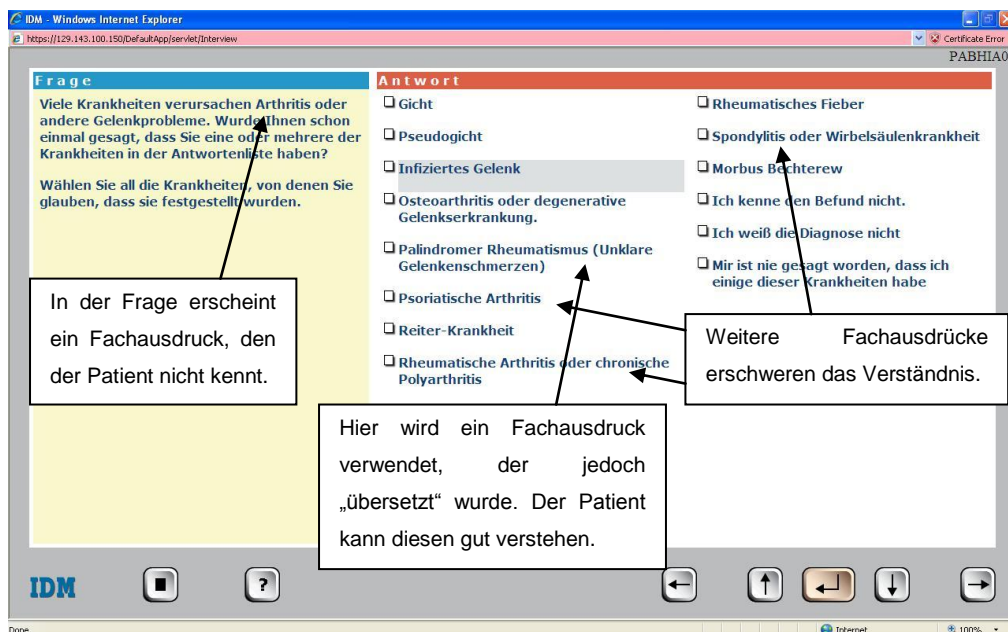 IDM - Windows Internet Explorer
https://129.143.100.150/DefaultApp/servlet/Interview
Certificate Error
PABHIA0
Frage
Viele Krankheiten verursachen Arthritis oder
andere Gelenkprobleme. Wurde Ihnen schon
einmal gesagt, dass Sie eine oder mehrere der
Krankheiten in der Antwortenliste haben?
Wählen Sie all die Krankheiten, von denen Sie
glauben, dass sie festgestellt wurden.
In der Frage erscheint
ein Fachausdruck, den
der Patient nicht kennt.
Antwort
Gicht
Pseudogicht
Infiziertes Gelenk
Osteoarthritis oder degenerative
Gelenkserkrankung.
Palindromer Rheumatismus (Unklare
Gelenkenschmerzen)
Psoriatische Arthritis
Reiter-Krankheit
Rheumatische Arthritis oder chronische
Polyarthritis
Rheumatisches Fieber
Spondylitis oder Wirbelsäulenkrankheit
Morbus Bechterew
Ich kenne den Befund nicht.
Ich weiß die Diagnose nicht
Mir ist nie gesagt worden, dass ich
einige dieser Krankheiten habe
Weitere Fachausdrücke
erschweren das Verständnis.
Hier wird ein Fachausdruck
verwendet, der jedoch
„übersetzt“ wurde. Der Patient
kann diesen gut verstehen.
IDM
?
Done
Internet
100%